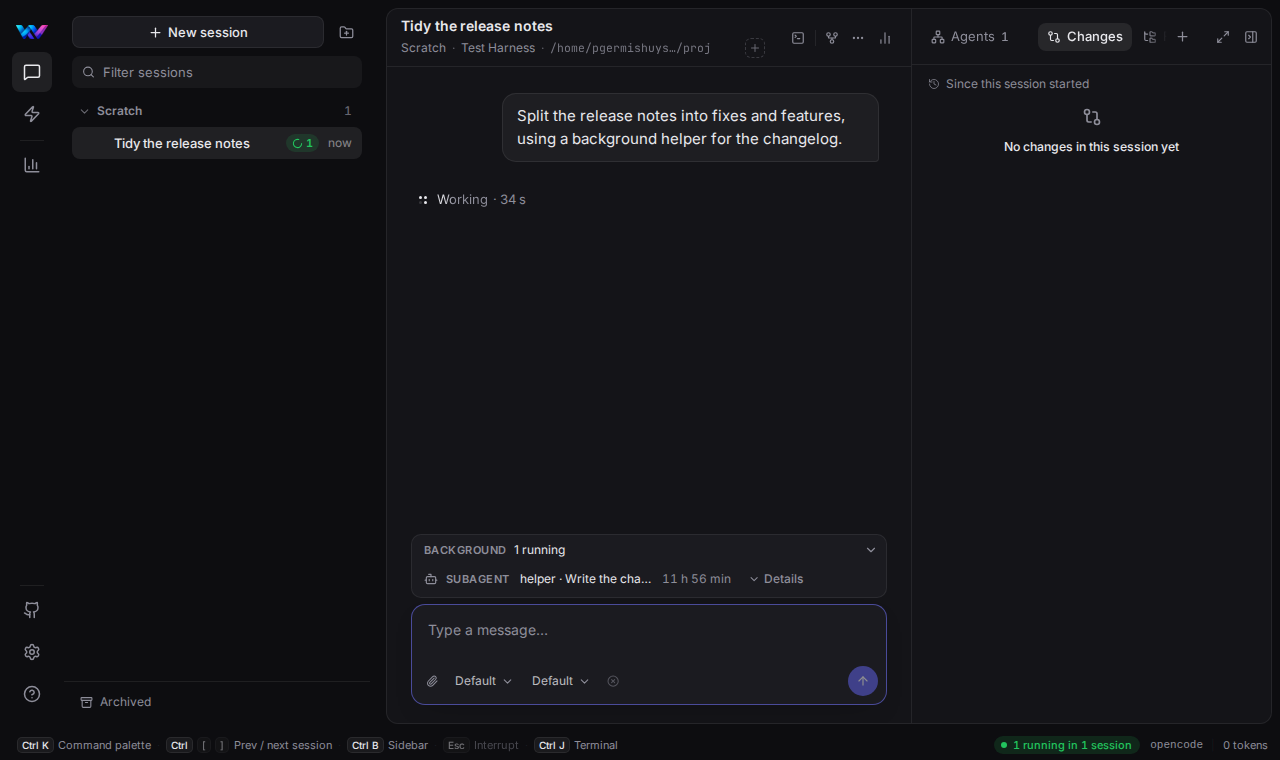 New session
Filter sessions
Scratch 1
Tidy the release notes 1 now
Archived
Tidy the release notes
Scratch · Test Harness · /home/pgermishuys…/proj
Split the release notes into fixes and features,
using a background helper for the changelog.
Working · 34 s
BACKGROUND 1 running
SUBAGENT helper · Write the cha… 11 h 56 min Details
Type a message...
Default Default
Agents 1 Changes
Since this session started
No changes in this session yet
Ctrl K Command palette Ctrl [ ] Prev / next session Ctrl B Sidebar Esc Interrupt Ctrl J Terminal
1 running in 1 session opencode 0 tokens